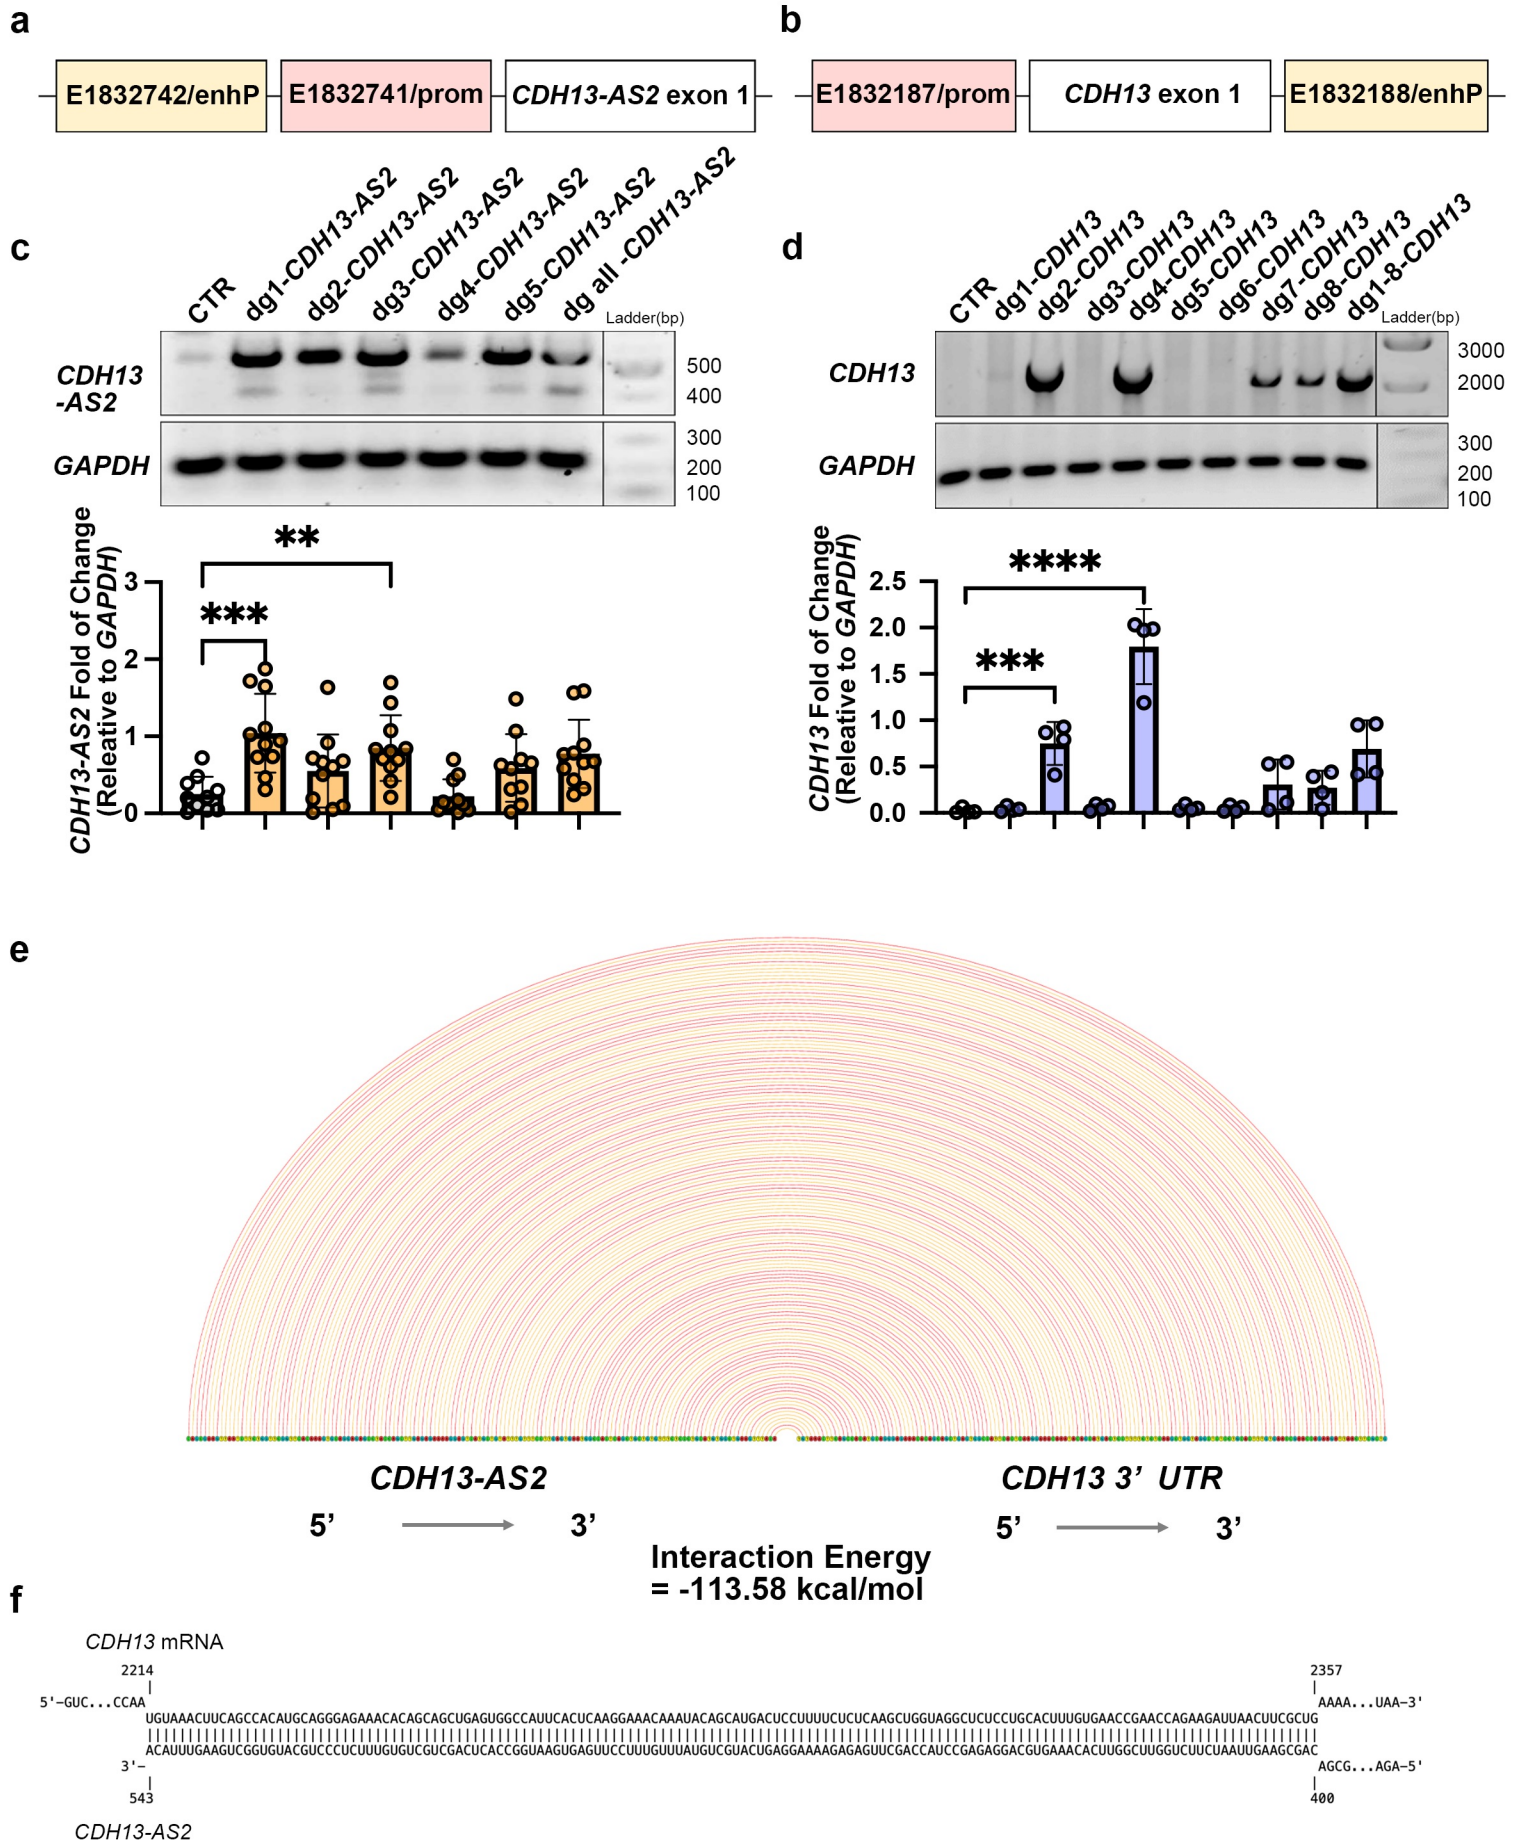 a
b
E1832742/enhP
E1832741/prom
CDH13-AS2 exon 1
E1832187/prom
CDH13 exon 1
E1832188/enhP
c
CTR
dg1-CDH13-AS2
dg2-CDH13-AS2
dg3-CDH13-AS2
dg4-CDH13-AS2
dg5-CDH13-AS2
dg all -CDH13-AS2
Ladder(bp)
CDH13
-AS2
500
400
GAPDH
300
200
100
CDH13-AS2 Fold of Change
(Releative to GAPDH)
3
2
1
0
***
**
d
CTR
dg1-CDH13
dg2-CDH13
dg3-CDH13
dg4-CDH13
dg5-CDH13
dg6-CDH13
dg7-CDH13
dg8-CDH13
dg1-8-CDH13
Ladder(bp)
CDH13
3000
2000
GAPDH
300
200
100
CDH13 Fold of Change
(Releative to GAPDH)
2.5
2.0
1.5
1.0
0.5
0.0
***
****
e
CDH13-AS2
CDH13 3’ UTR
5’
3’
5’
3’
Interaction Energy
= -113.58 kcal/mol
f
CDH13 mRNA
2214
2357
5'-GUC...CCAA
AAAA...UAA-3'
UGUAAACUUCAGCCACAUGCAGGGAGAAACACAGCAGCUGAGUGGCCAUUCACUCAAGGAAACAAAUACAGCAUGACUCCUUUUCUCUCAAGCUGGUAGGCUCUCCUGCACUUUGUGAACCGAACCAGAAGAUUAACUUCGCUG
ACAUUUGAAGUCGGUGUACGUCCCUCUUUGUGUCGUCGACUCACCGGUAAGUGAGUUCCUUUGUUUAUGUCGUACUGAGGAAAAGAGAGUUCGACCAUCCGAGAGGACGUGAAACACUUGGCUUGGUCUUCUAAUUGAAGCGAC
3'-
AGCG...AGA-5'
543
400
CDH13-AS2